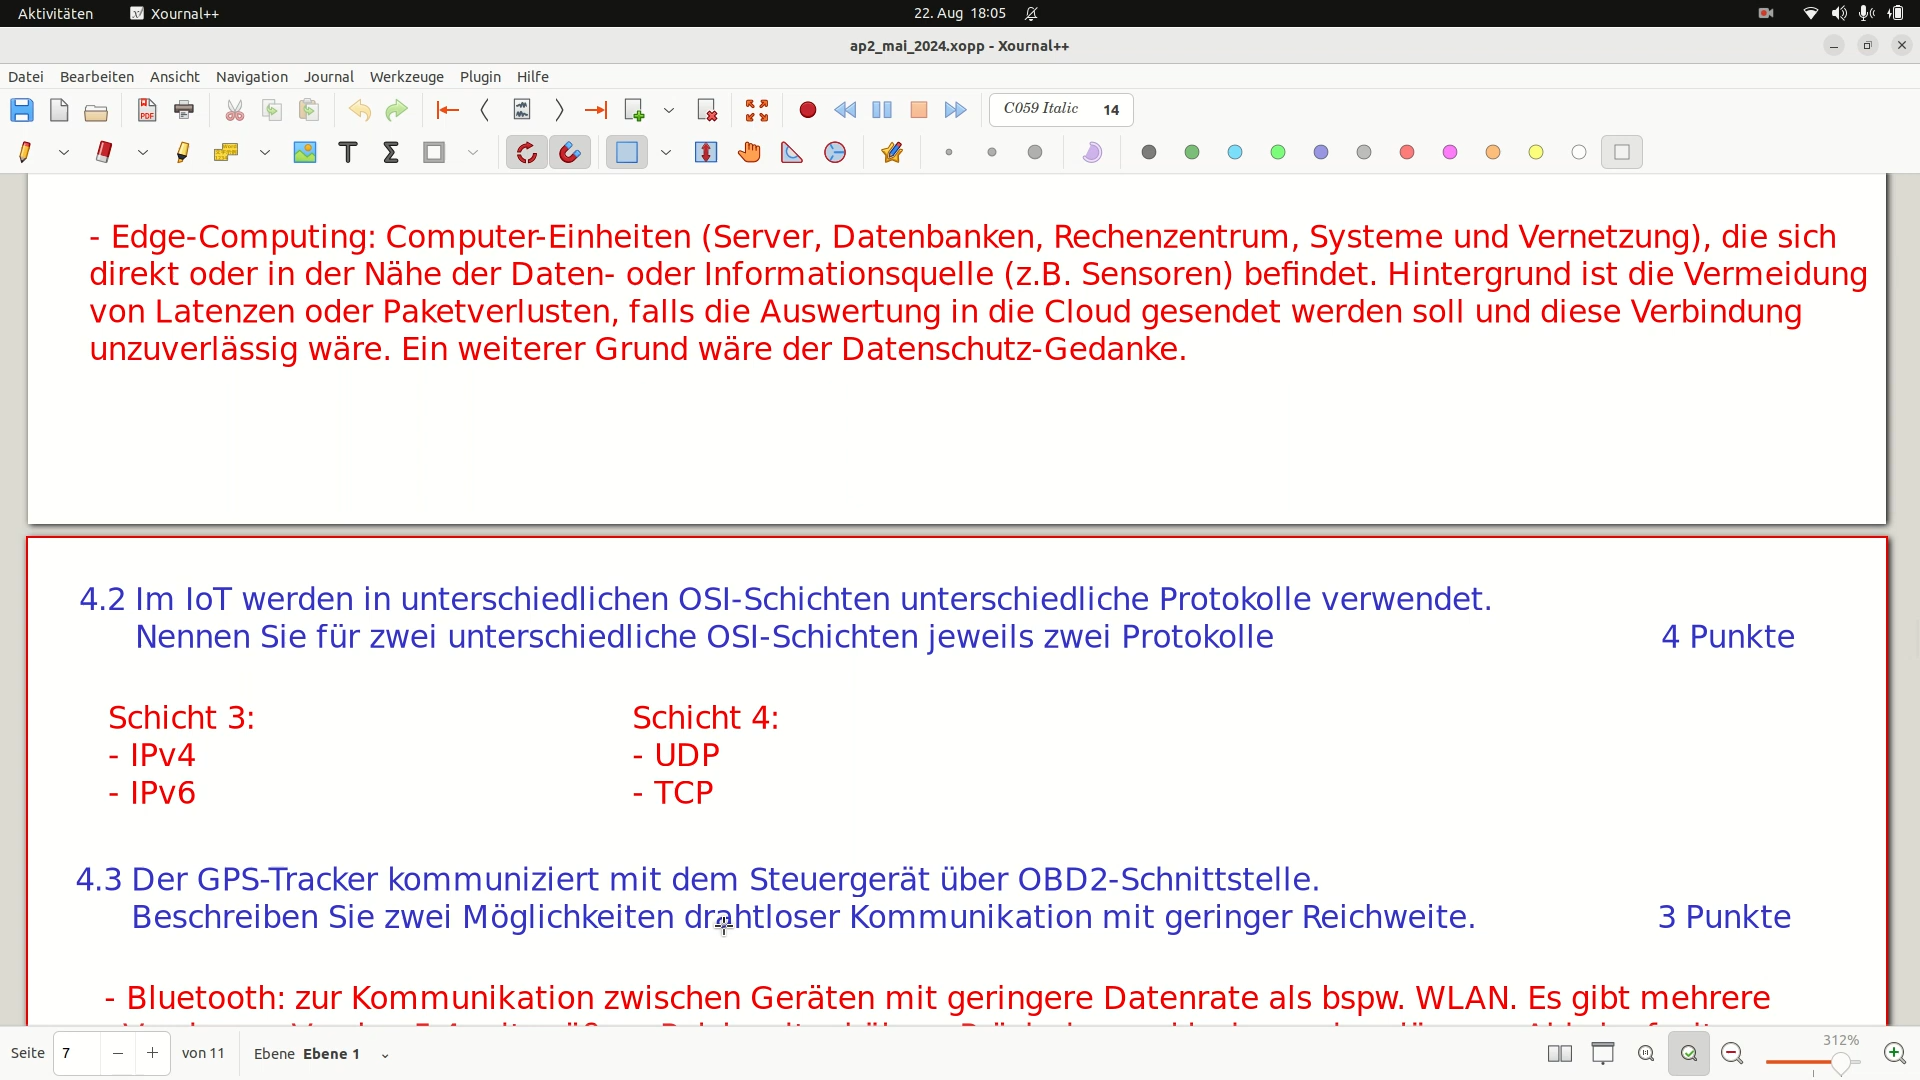 Aktivitäten Xournal++ 22. Aug 18:05
ap2_mai_2024.xopp - Xournal++
Datei Bearbeiten Ansicht Navigation Journal Werkzeuge Plugin Hilfe
C059 Italic 14
- Edge-Computing: Computer-Einheiten (Server, Datenbanken, Rechenzentrum, Systeme und Vernetzung), die sich
direkt oder in der Nähe der Daten- oder Informationsquelle (z.B. Sensoren) befindet. Hintergrund ist die Vermeidung
von Latenzen oder Paketverlusten, falls die Auswertung in die Cloud gesendet werden soll und diese Verbindung
unzuverlässig wäre. Ein weiterer Grund wäre der Datenschutz-Gedanke.
4.2 Im IoT werden in unterschiedlichen OSI-Schichten unterschiedliche Protokolle verwendet.
Nennen Sie für zwei unterschiedliche OSI-Schichten jeweils zwei Protokolle 4 Punkte
Schicht 3: Schicht 4:
- IPv4 - UDP
- IPv6 - TCP
4.3 Der GPS-Tracker kommuniziert mit dem Steuergerät über OBD2-Schnittstelle.
Beschreiben Sie zwei Möglichkeiten drahtloser Kommunikation mit geringer Reichweite. 3 Punkte
- Bluetooth: zur Kommunikation zwischen Geräten mit geringere Datenrate als bspw. WLAN. Es gibt mehrere
Seite 7 von 11 Ebene Ebene 1 312%